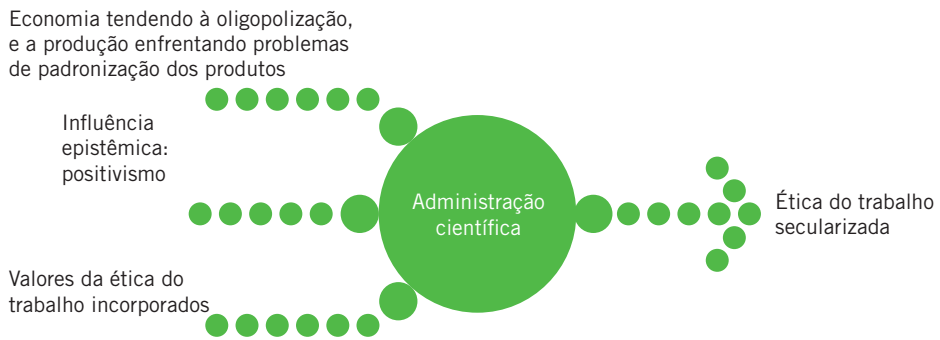 Economia tendendo à oligopolização,
e a produção enfrentando problemas
de padronização dos produtos
Influência
epistêmica:
positivismo
Administração
científica
Ética do trabalho
secularizada
Valores da ética do
trabalho incorporados